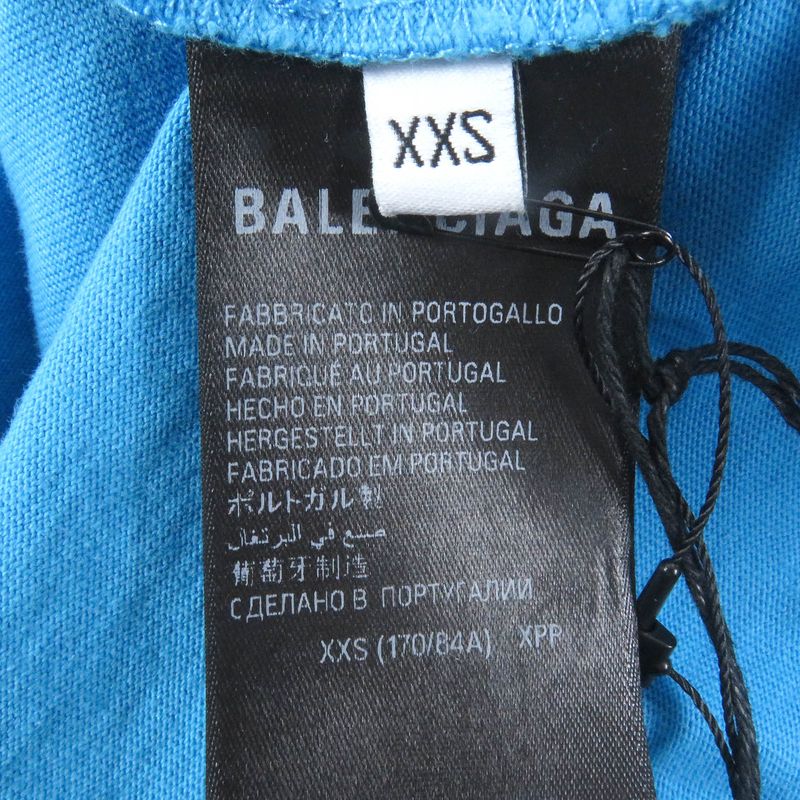 XXS
BALENCIAGA
FABBRICATO IN PORTOGALLO
MADE IN PORTUGAL
FABRIQUÉ AU PORTUGAL
HECHO EN PORTUGAL
HERGESTELLT IN PORTUGAL
FABRICADO EM PORTUGAL
ポルトガル製
صنع في البرتغال
葡萄牙制造
СДЕЛАНО В ПОРТУГАЛИИ
XXS (170/84A) XPP